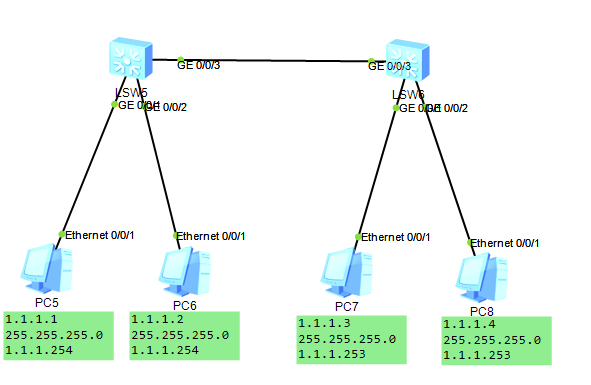 GE 0/0/3
GE 0/0/3
LSW5
LSW6
GE 0/0/1
GE 0/0/2
GE 0/0/2
Ethernet 0/0/1
Ethernet 0/0/1
Ethernet 0/0/1
Ethernet 0/0/1
PC5
PC6
PC7
PC8
1.1.1.1
255.255.255.0
1.1.1.254
1.1.1.2
255.255.255.0
1.1.1.254
1.1.1.3
255.255.255.0
1.1.1.253
1.1.1.4
255.255.255.0
1.1.1.253